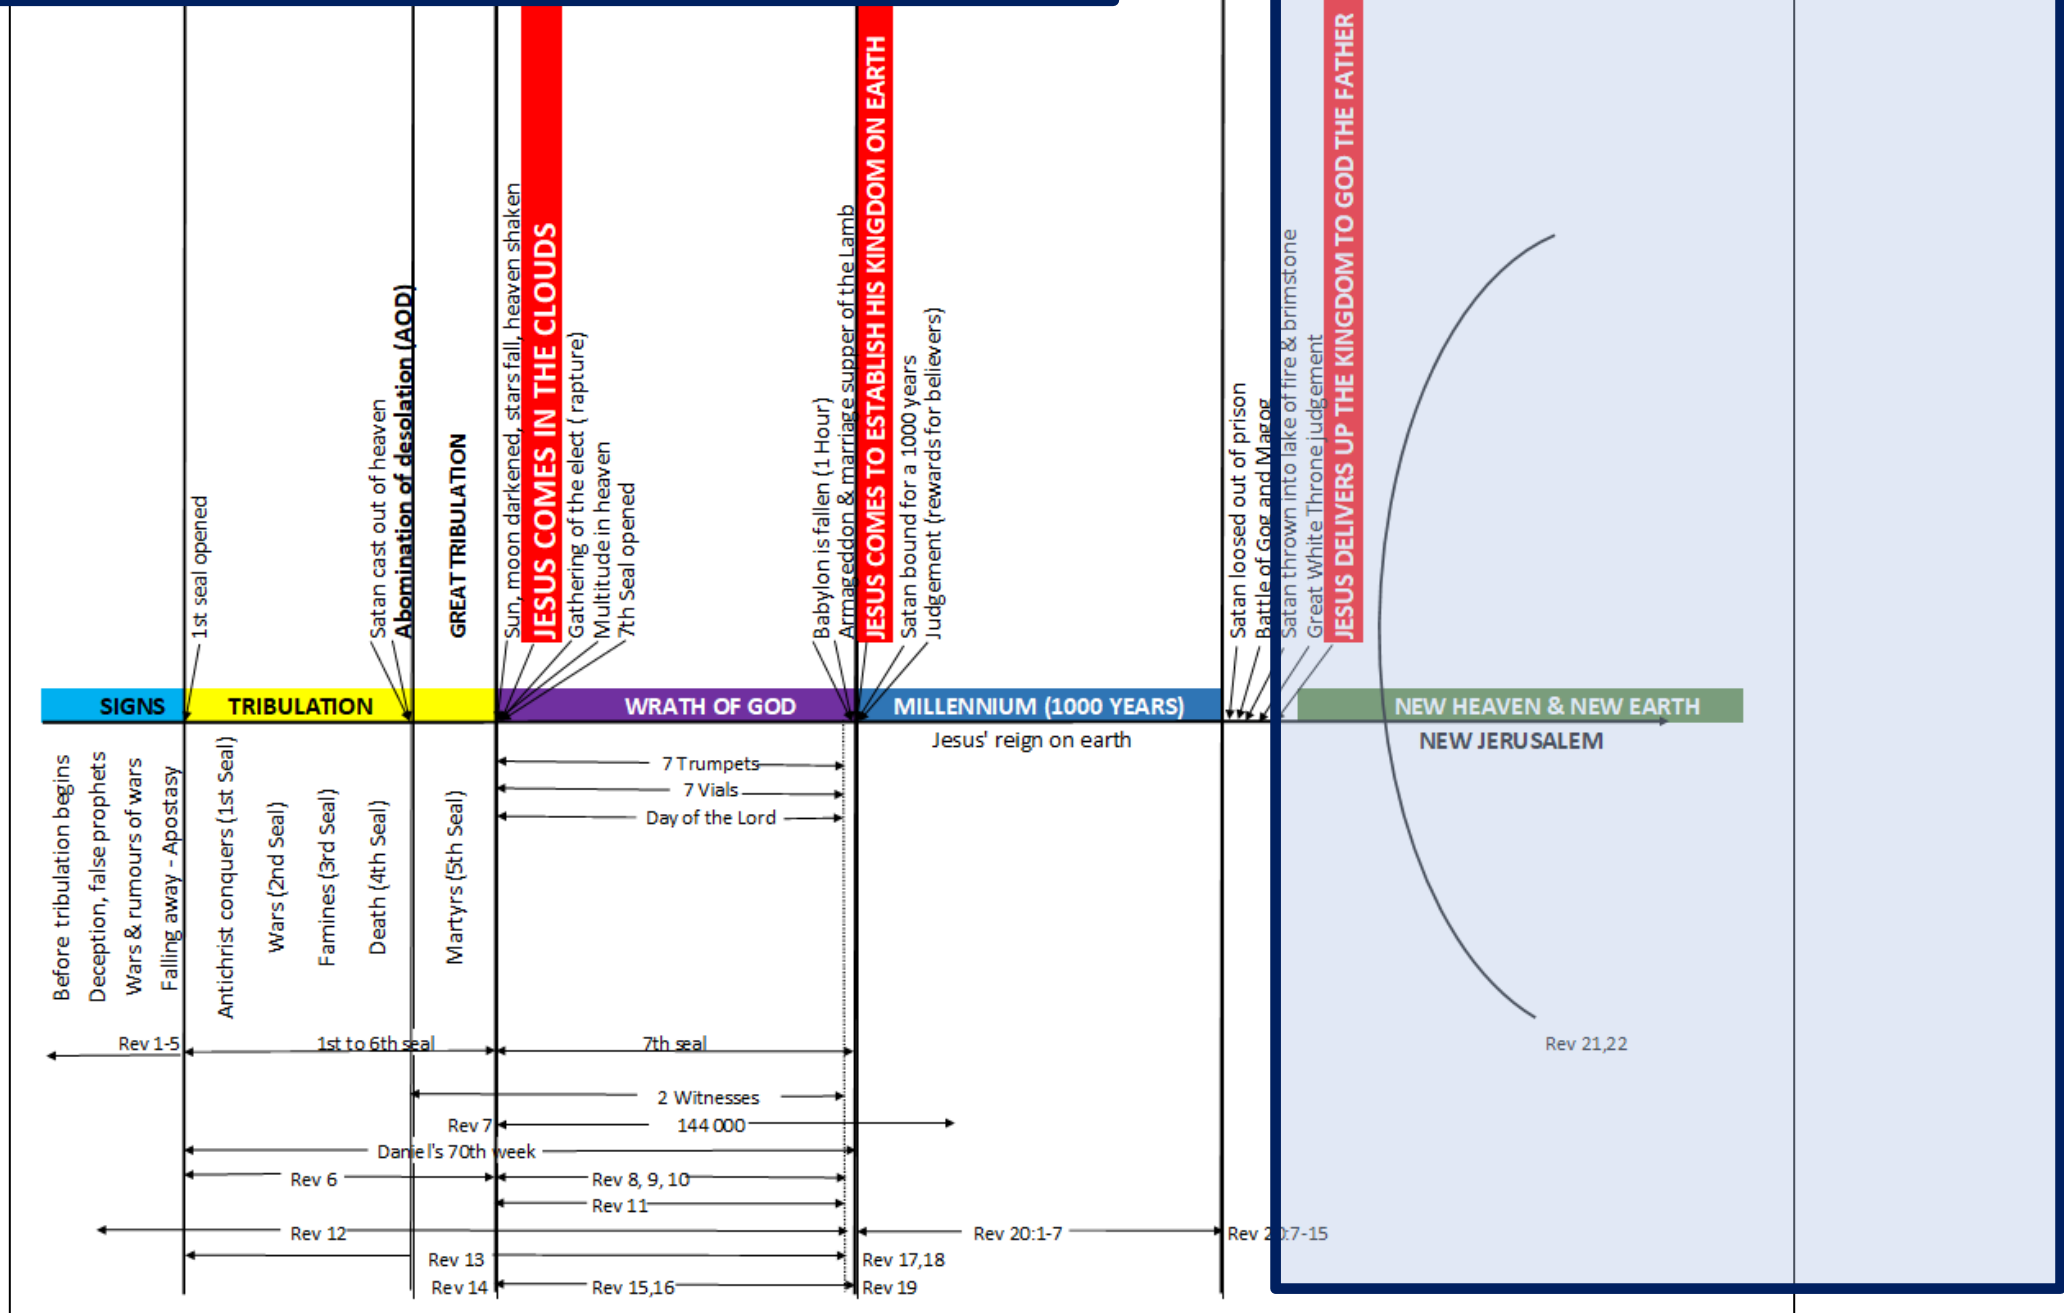 1st seal opened
Satan cast out of heaven
Abomination of desolation (AOD)
GREAT TRIBULATION
Sun, moon darkened, stars fall, heaven shaken
JESUS COMES IN THE CLOUDS
Gathering of the elect ( rapture)
Multitude in heaven
7th Seal opened
Babylon is fallen (1 Hour)
Armageddon & marriage supper of the Lamb
JESUS COMES TO ESTABLISH HIS KINGDOM ON EARTH
Satan bound for a 1000 years
Judgement (rewards for believers)
Satan loosed out of prison
Battle of Gog and Magog
Satan thrown into lake of fire & brimstone
Great White Throne judgement
JESUS DELIVERS UP THE KINGDOM TO GOD THE FATHER
SIGNS
TRIBULATION
WRATH OF GOD
MILLENNIUM (1000 YEARS)
NEW HEAVEN & NEW EARTH
Jesus' reign on earth
NEW JERUSALEM
Before tribulation begins
Deception, false prophets
Wars & rumours of wars
Falling away - Apostasy
Antichrist conquers (1st Seal)
Wars (2nd Seal)
Famines (3rd Seal)
Death (4th Seal)
Martyrs (5th Seal)
7 Trumpets
7 Vials
Day of the Lord
Rev 1-5
1st to 6th seal
7th seal
Rev 21,22
2 Witnesses
Rev 7
144 000
Daniel's 70th week
Rev 6
Rev 8, 9, 10
Rev 11
Rev 12
Rev 20:1-7
Rev 20:7-15
Rev 13
Rev 17,18
Rev 14
Rev 15,16
Rev 19